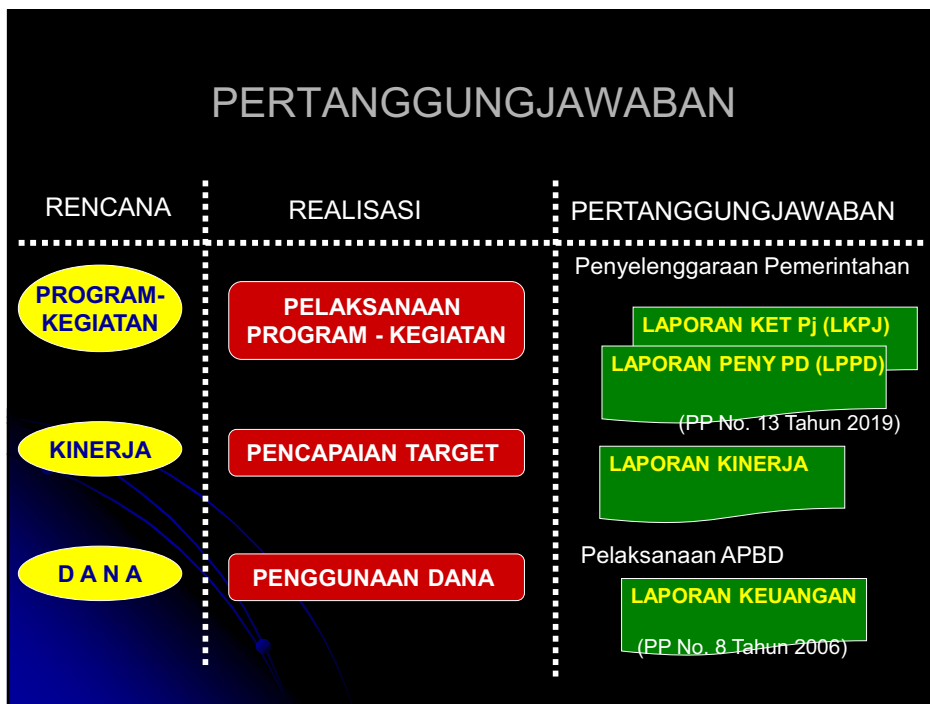 PERTANGGUNGJAWABAN
RENCANA
REALISASI
PERTANGGUNGJAWABAN
PROGRAM-
KEGIATAN
PELAKSANAAN
PROGRAM - KEGIATAN
Penyelenggaraan Pemerintahan
LAPORAN KET Pj (LKPJ)
LAPORAN PENY PD (LPPD)
(PP No. 13 Tahun 2019)
KINERJA
PENCAPAIAN TARGET
LAPORAN KINERJA
D A N A
PENGGUNAAN DANA
Pelaksanaan APBD
LAPORAN KEUANGAN
(PP No. 8 Tahun 2006)